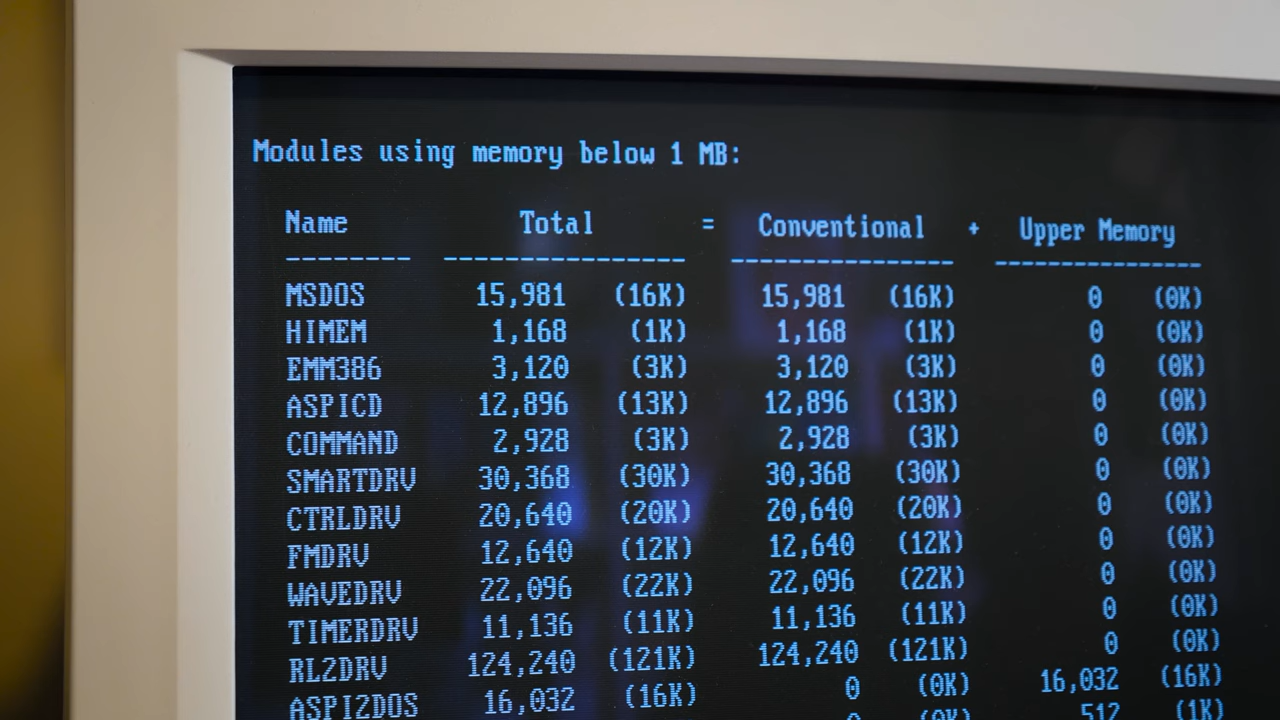 Modules using memory below 1 MB:
Name Total = Conventional + Upper Memory
-------- ---------------- ---------------- ----------------
MSDOS 15,981 (16K) 15,981 (16K) 0 (0K)
HIMEM 1,168 (1K) 1,168 (1K) 0 (0K)
EMM386 3,120 (3K) 3,120 (3K) 0 (0K)
ASPICD 12,896 (13K) 12,896 (13K) 0 (0K)
COMMAND 2,928 (3K) 2,928 (3K) 0 (0K)
SMARTDRV 30,368 (30K) 30,368 (30K) 0 (0K)
CTRLDRV 20,640 (20K) 20,640 (20K) 0 (0K)
FMDRV 12,640 (12K) 12,640 (12K) 0 (0K)
WAVEDRV 22,096 (22K) 22,096 (22K) 0 (0K)
TIMERDRV 11,136 (11K) 11,136 (11K) 0 (0K)
RL2DRV 124,240 (121K) 124,240 (121K) 0 (0K)
ASPI2DOS 16,032 (16K) 0 (0K) 16,032 (16K)
0 (0K) 512 (1K)